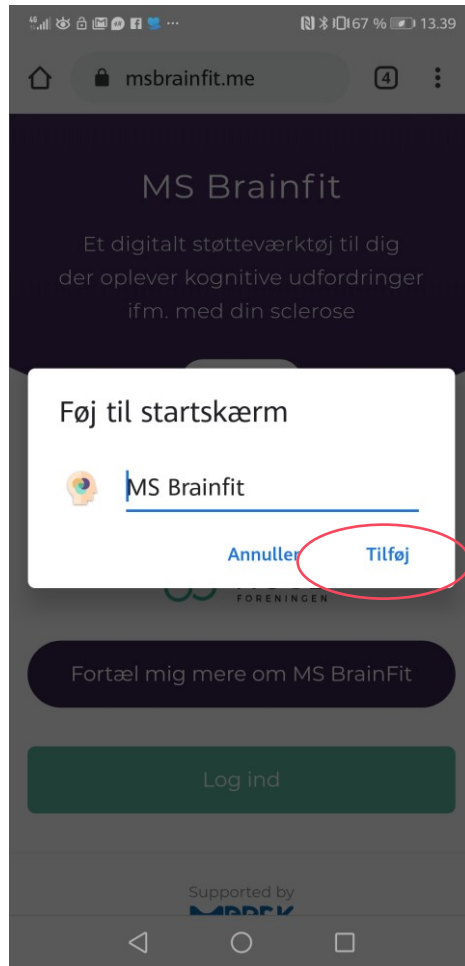 67 % 13.39
msbrainfit.me 4
MS Brainfit
Et digitalt støtteværktøj til dig
der oplever kognitive udfordringer
ifm. med din sclerose
Føj til startskærm
MS Brainfit
Annuller Tilføj
FORENINGEN
Fortæl mig mere om MS BrainFit
Log ind
Supported by